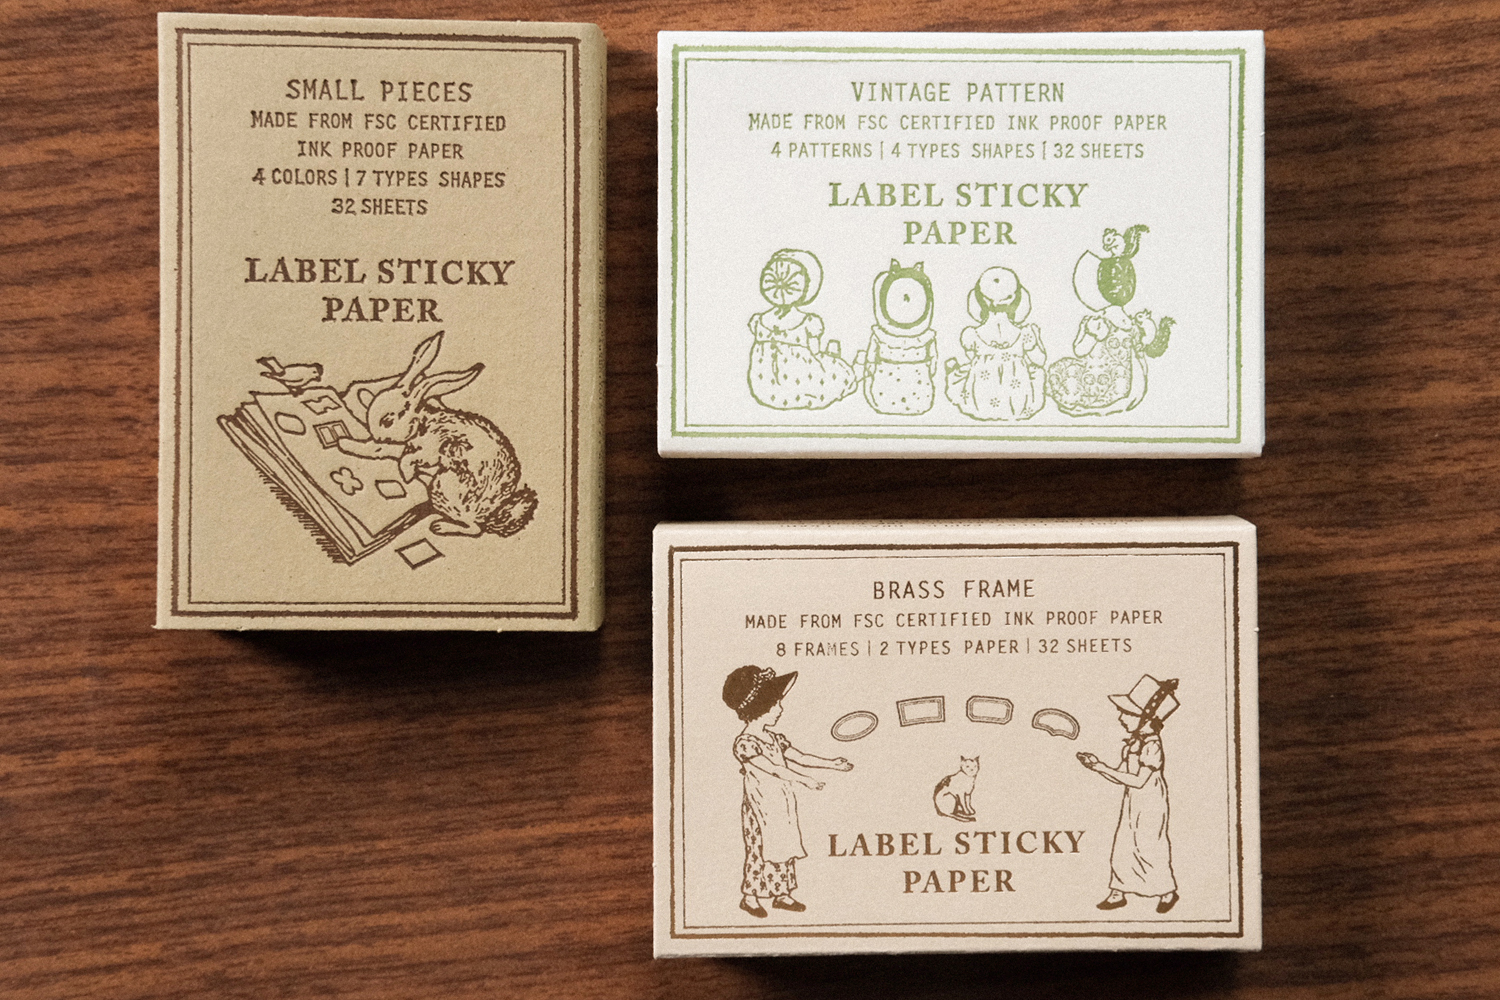 SMALL PIECES
MADE FROM FSC CERTIFIED
INK PROOF PAPER
4 COLORS | 7 TYPES SHAPES
32 SHEETS
LABEL STICKY
PAPER
VINTAGE PATTERN
MADE FROM FSC CERTIFIED INK PROOF PAPER
4 PATTERNS | 4 TYPES SHAPES | 32 SHEETS
LABEL STICKY
PAPER
BRASS FRAME
MADE FROM FSC CERTIFIED INK PROOF PAPER
8 FRAMES | 2 TYPES PAPER | 32 SHEETS
LABEL STICKY
PAPER